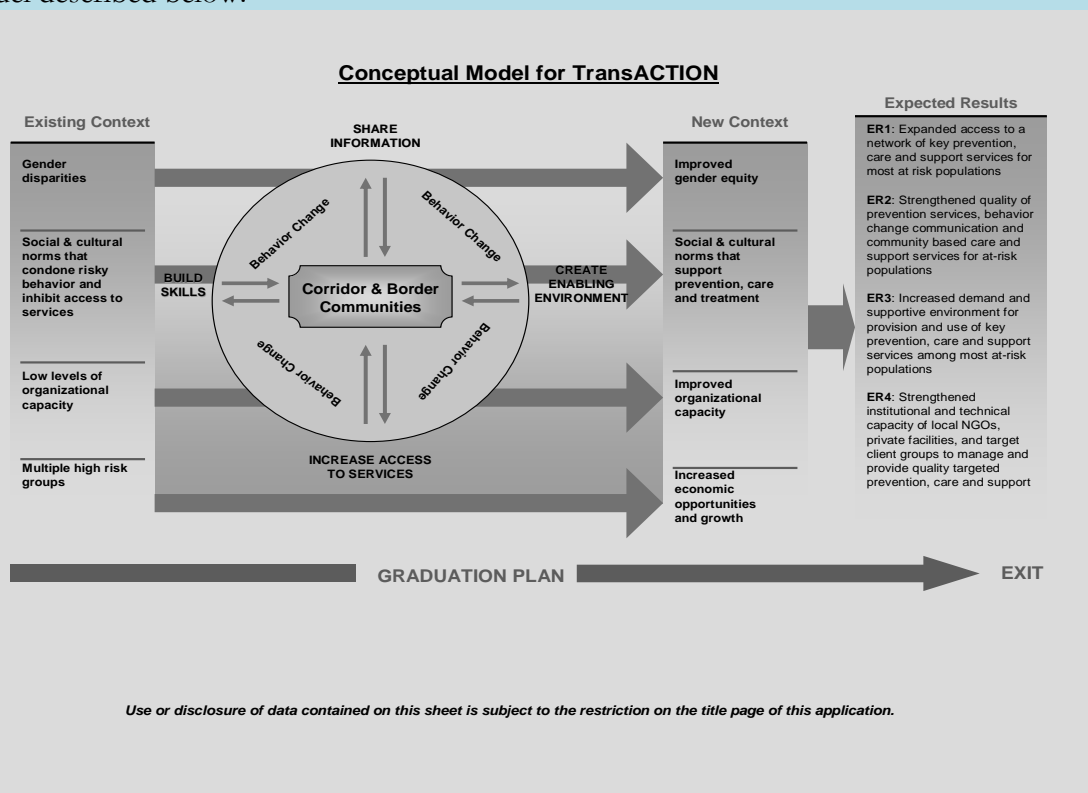 del described below.
Conceptual Model for TransACTION
Existing Context
Gender
disparities
Social & cultural
norms that
condone risky
behavior and
inhibit access to
services
Low levels of
organizational
capacity
Multiple high risk
groups
SHARE
INFORMATION
Behavior Change
Behavior Change
BUILD
SKILLS
Corridor & Border
Communities
CREATE
ENABLING
ENVIRONMENT
Behavior Change
Behavior Change
INCREASE ACCESS
TO SERVICES
New Context
Improved
gender equity
Social & cultural
norms that
support
prevention, care
and treatment
Improved
organizational
capacity
Increased
economic
opportunities
and growth
Expected Results
ER1: Expanded access to a
network of key prevention,
care and support services for
most at risk populations
ER2: Strengthened quality of
prevention services, behavior
change communication and
community based care and
support services for at-risk
populations
ER3: Increased demand and
supportive environment for
provision and use of key
prevention, care and support
services among most at-risk
populations
ER4: Strengthened
institutional and technical
capacity of local NGOs,
private facilities, and target
client groups to manage and
provide quality targeted
prevention, care and support
GRADUATION PLAN
EXIT
Use or disclosure of data contained on this sheet is subject to the restriction on the title page of this application.